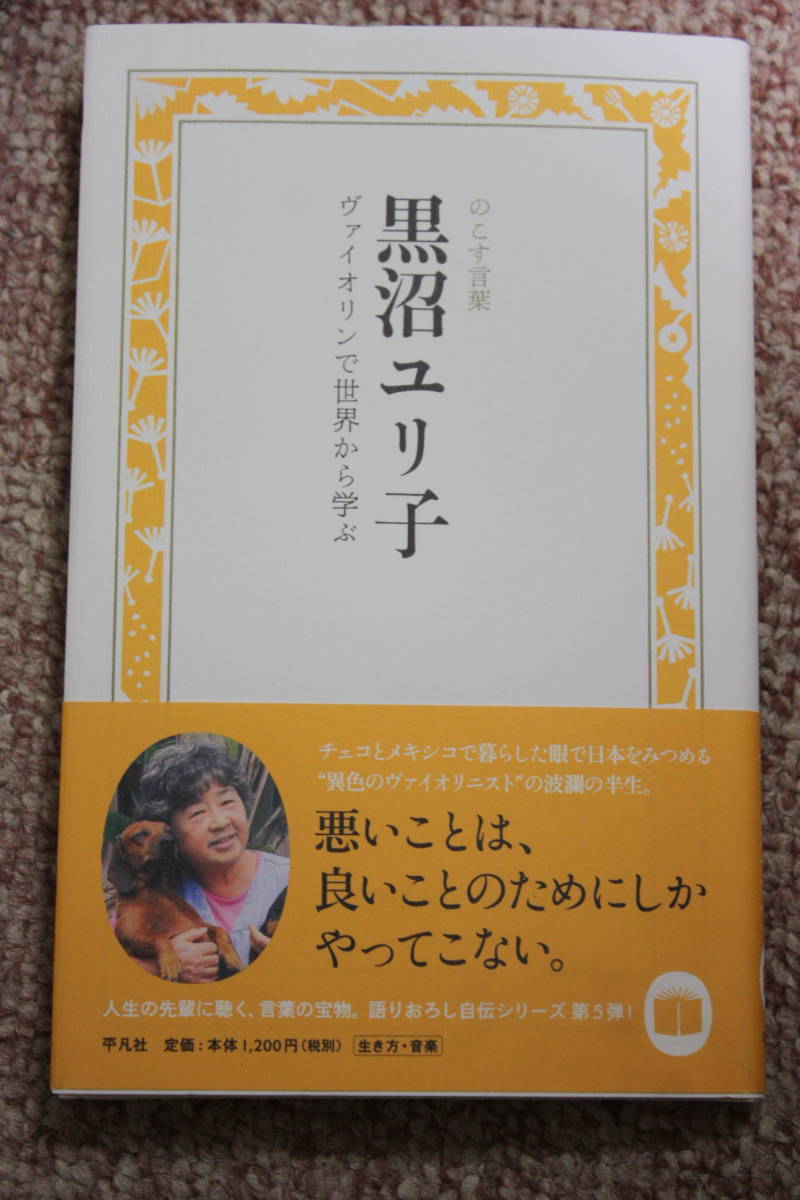 のこす言葉
黒沼ユリ子
ヴァイオリンで世界から学ぶ
チェコとメキシコで暮らした眼で日本をみつめる
“異色のヴァイオリニスト”の波瀾の半生。
悪いことは、
良いことのためにしか
やってこない。
人生の先輩に聴く、言葉の宝物。語りおろし自伝シリーズ 第5弾！
平凡社 定価：本体1,200円（税別） 生き方・音楽